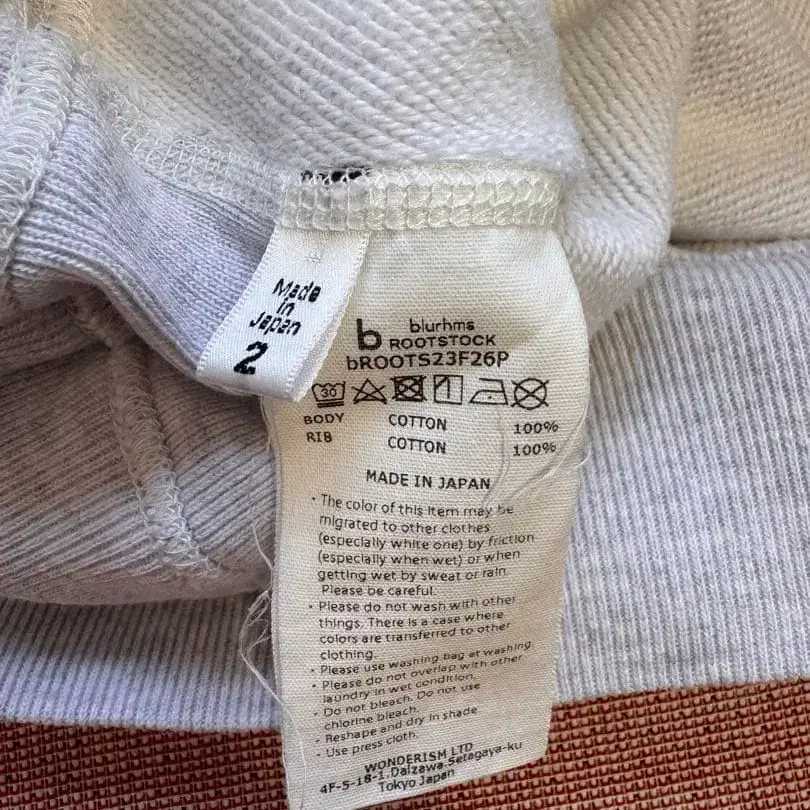 Made
in
Japan
2
b blurhms
ROOTSTOCK
bROOTS23F26P
30
BODY COTTON 100%
RIB COTTON 100%
MADE IN JAPAN
・The color of this item may be
migrated to other clothes
(especially white one) by friction
(especially when wet) or when
getting wet by sweat or rain.
Please be careful.
・Please do not wash with other
things. There is a case where
colors are transferred to other
clothing.
・Please use washing bag at washing.
・Please do not overlap with other
laundry in wet condition.
・Do not bleach. Do not use
chlorine bleach.
・Reshape and dry in shade
・Use press cloth.
WONDERISM LTD
4F-5-18-1,Daizawa,Setagaya-ku
Tokyo Japan